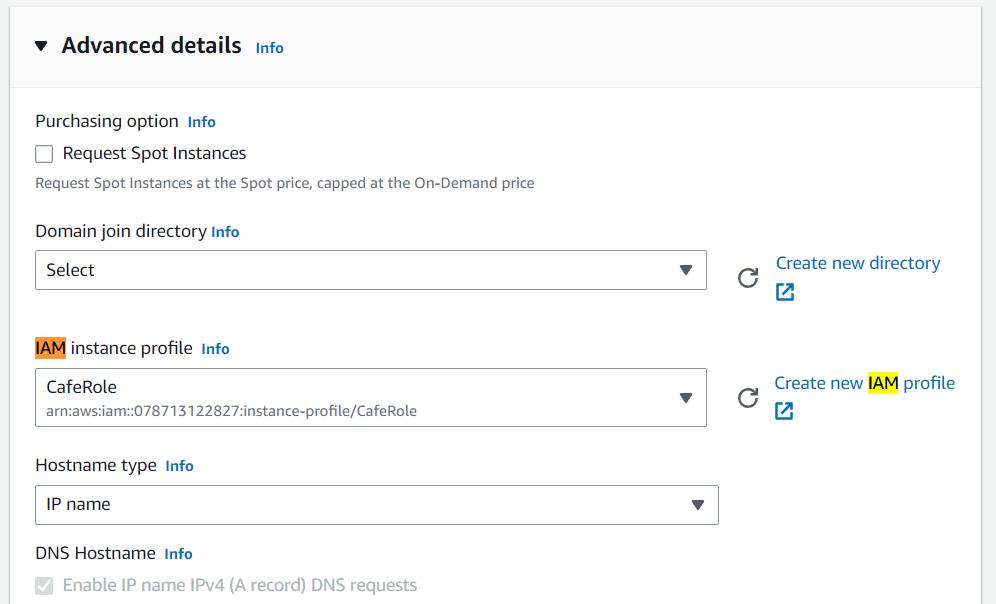 Advanced details Info
Purchasing option Info
Request Spot Instances
Request Spot Instances at the Spot price, capped at the On-Demand price
Domain join directory Info
Select
Create new directory
IAM instance profile Info
CafeRole
arn:aws:iam::078713122827:instance-profile/CafeRole
Create new IAM profile
Hostname type Info
IP name
DNS Hostname Info
Enable IP name IPv4 (A record) DNS requests